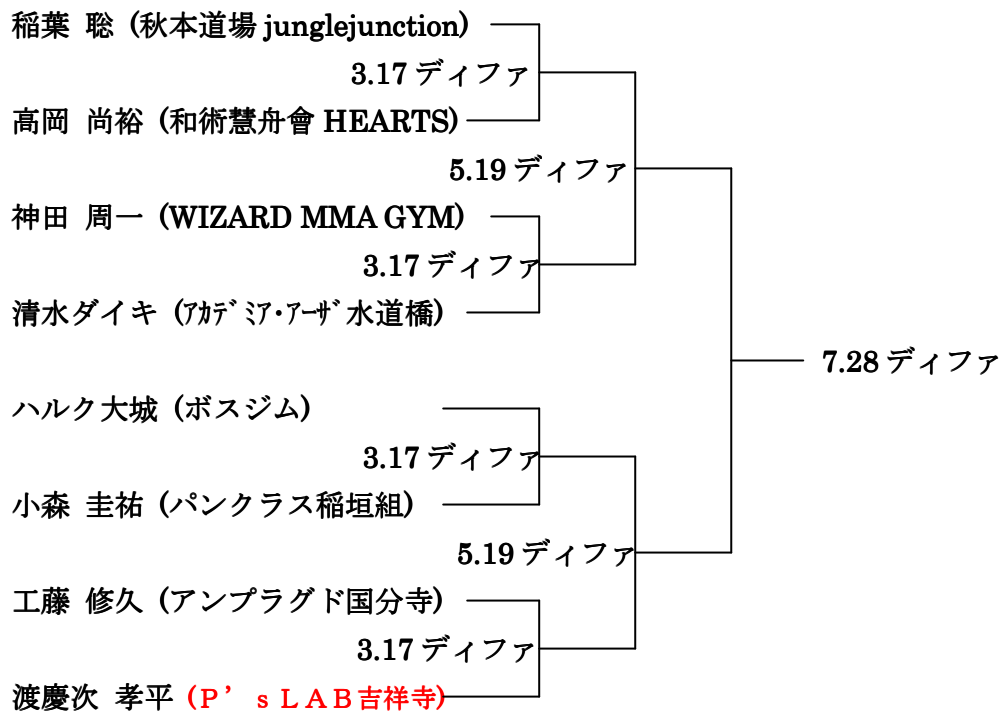 稲葉 聡 (秋本道場 junglejunction)
3.17 ディファ
高岡 尚裕 (和術慧舟會 HEARTS)
5.19 ディファ
神田 周一 (WIZARD MMA GYM)
3.17 ディファ
清水ダイキ (ｱｶﾃﾞﾐｱ･ｱｰｻﾞ水道橋)
7.28 ディファ
ハルク大城 (ボスジム)
3.17 ディファ
小森 圭祐 (パンクラス稲垣組)
5.19 ディファ
工藤 修久 (アンプラグド国分寺)
3.17 ディファ
渡慶次 孝平 (Ｐ’ｓＬＡＢ吉祥寺)